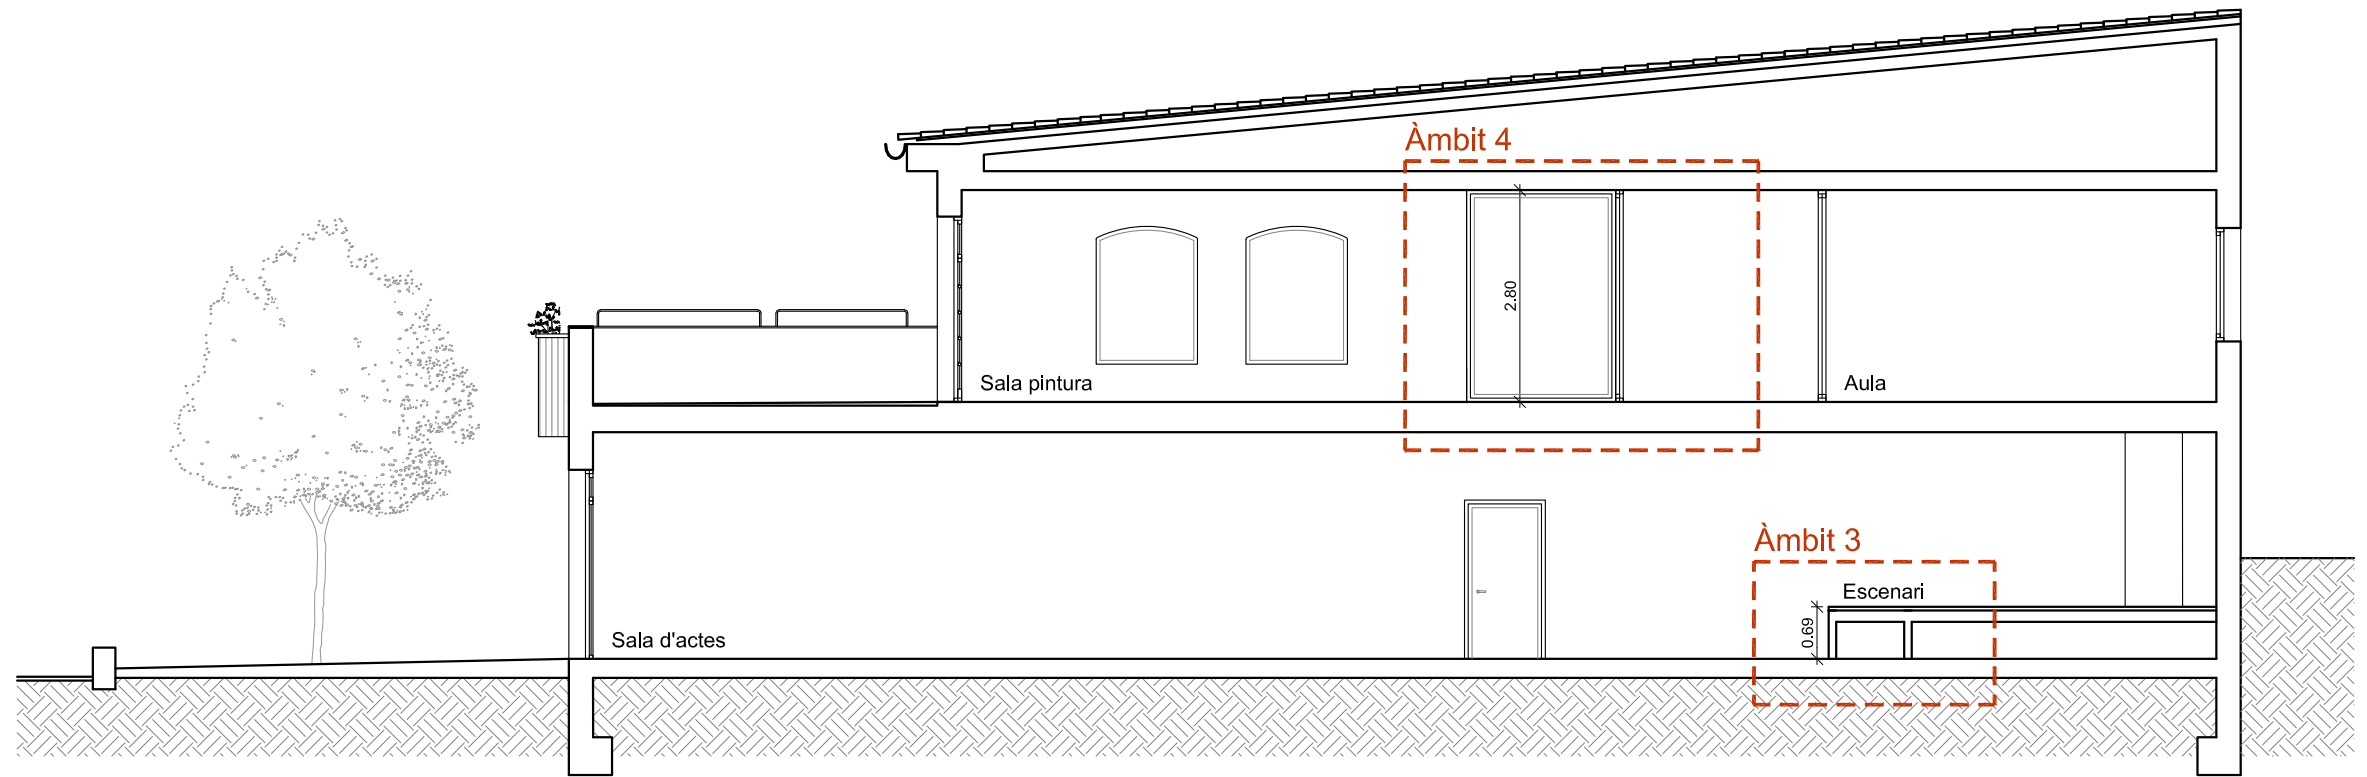 Àmbit 4
2.80
Sala pintura
Aula
Àmbit 3
Escenari
0.69
Sala d'actes